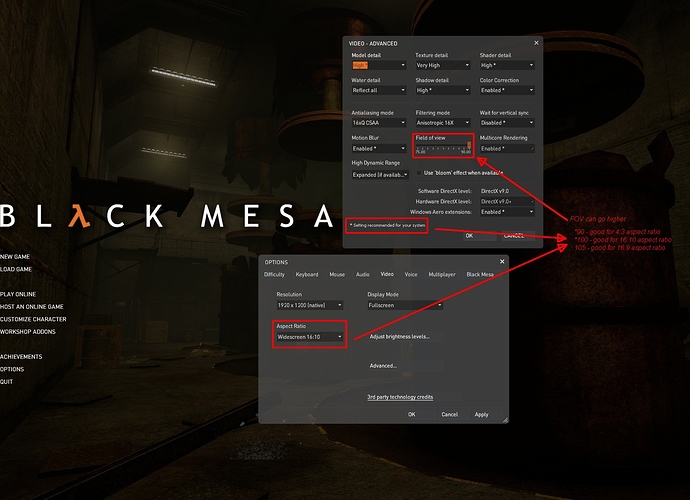 VIDEO - ADVANCED
Model detail
Texture detail
Shader detail
High *
Very High
High *
Water detail
Shadow detail
Color Correction
Reflect all
High *
Enabled *
Antialiasing mode
Filtering mode
Wait for vertical sync
16xQ CSAA
Anisotropic 16X
Disabled *
Motion Blur
Field of view
Multicore Rendering
Enabled *
75.00
90.00
Enabled *
High Dynamic Range
Expanded (if availab...
Use 'bloom' effect when available
Software DirectX level:
DirectX v9.0
Hardware DirectX level:
DirectX v9.0+
Windows Aero extensions:
Enabled *
* Setting recommended for your system
OK
CANCEL
FOV can go higher
*90 - good for 4:3 aspect ratio
*100 - good for 16:10 aspect ratio
105 - good for 16:9 aspect ratio
BLλCK MESA
NEW GAME
LOAD GAME
PLAY ONLINE
HOST AN ONLINE GAME
CUSTOMIZE CHARACTER
WORKSHOP ADDONS
ACHIEVEMENTS
OPTIONS
QUIT
OPTIONS
Difficulty
Keyboard
Mouse
Audio
Video
Voice
Multiplayer
Black Mesa
Resolution
Display Mode
1920 x 1200 (native)
Fullscreen
Aspect Ratio
Widescreen 16:10
Adjust brightness levels...
Advanced...
3rd party technology credits
OK
Cancel
Apply